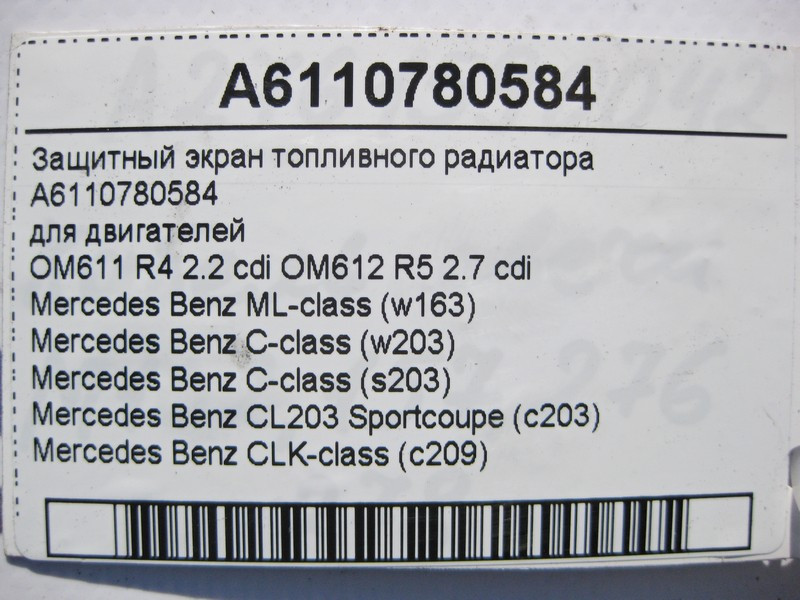 A6110780584
Защитный экран топливного радиатора
A6110780584
для двигателей
OM611 R4 2.2 cdi OM612 R5 2.7 cdi
Mercedes Benz ML-class (w163)
Mercedes Benz C-class (w203)
Mercedes Benz C-class (s203)
Mercedes Benz CL203 Sportcoupe (c203)
Mercedes Benz CLK-class (c209)